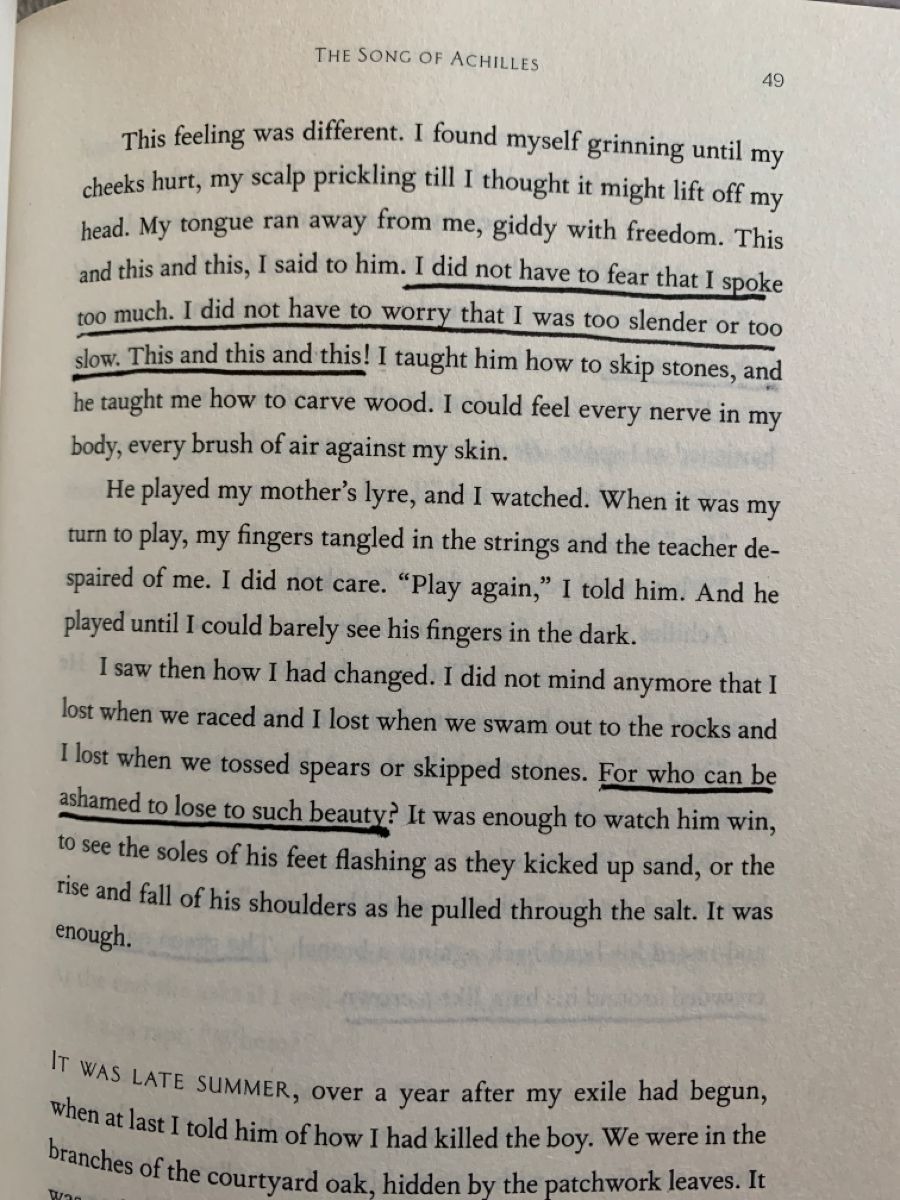 THE SONG OF ACHILLES
49
This feeling was different. I found myself grinning until my
cheeks hurt, my scalp prickling till I thought it might lift off my
head. My tongue ran away from me, giddy with freedom. This
and this and this, I said to him. I did not have to fear that I spoke
too much. I did not have to worry that I was too slender or too
slow. This and this and this! I taught him how to skip stones, and
he taught me how to carve wood. I could feel every nerve in my
body, every brush of air against my skin.
He played my mother’s lyre, and I watched. When it was my
turn to play, my fingers tangled in the strings and the teacher de-
spaired of me. I did not care. “Play again,” I told him. And he
played until I could barely see his fingers in the dark.
I saw then how I had changed. I did not mind anymore that I
lost when we raced and I lost when we swam out to the rocks and
I lost when we tossed spears or skipped stones. For who can be
ashamed to lose to such beauty? It was enough to watch him win,
to see the soles of his feet flashing as they kicked up sand, or the
rise and fall of his shoulders as he pulled through the salt. It was
enough.
IT WAS LATE SUMMER, over a year after my exile had begun,
when at last I told him of how I had killed the boy. We were in the
branches of the courtyard oak, hidden by the patchwork leaves. It